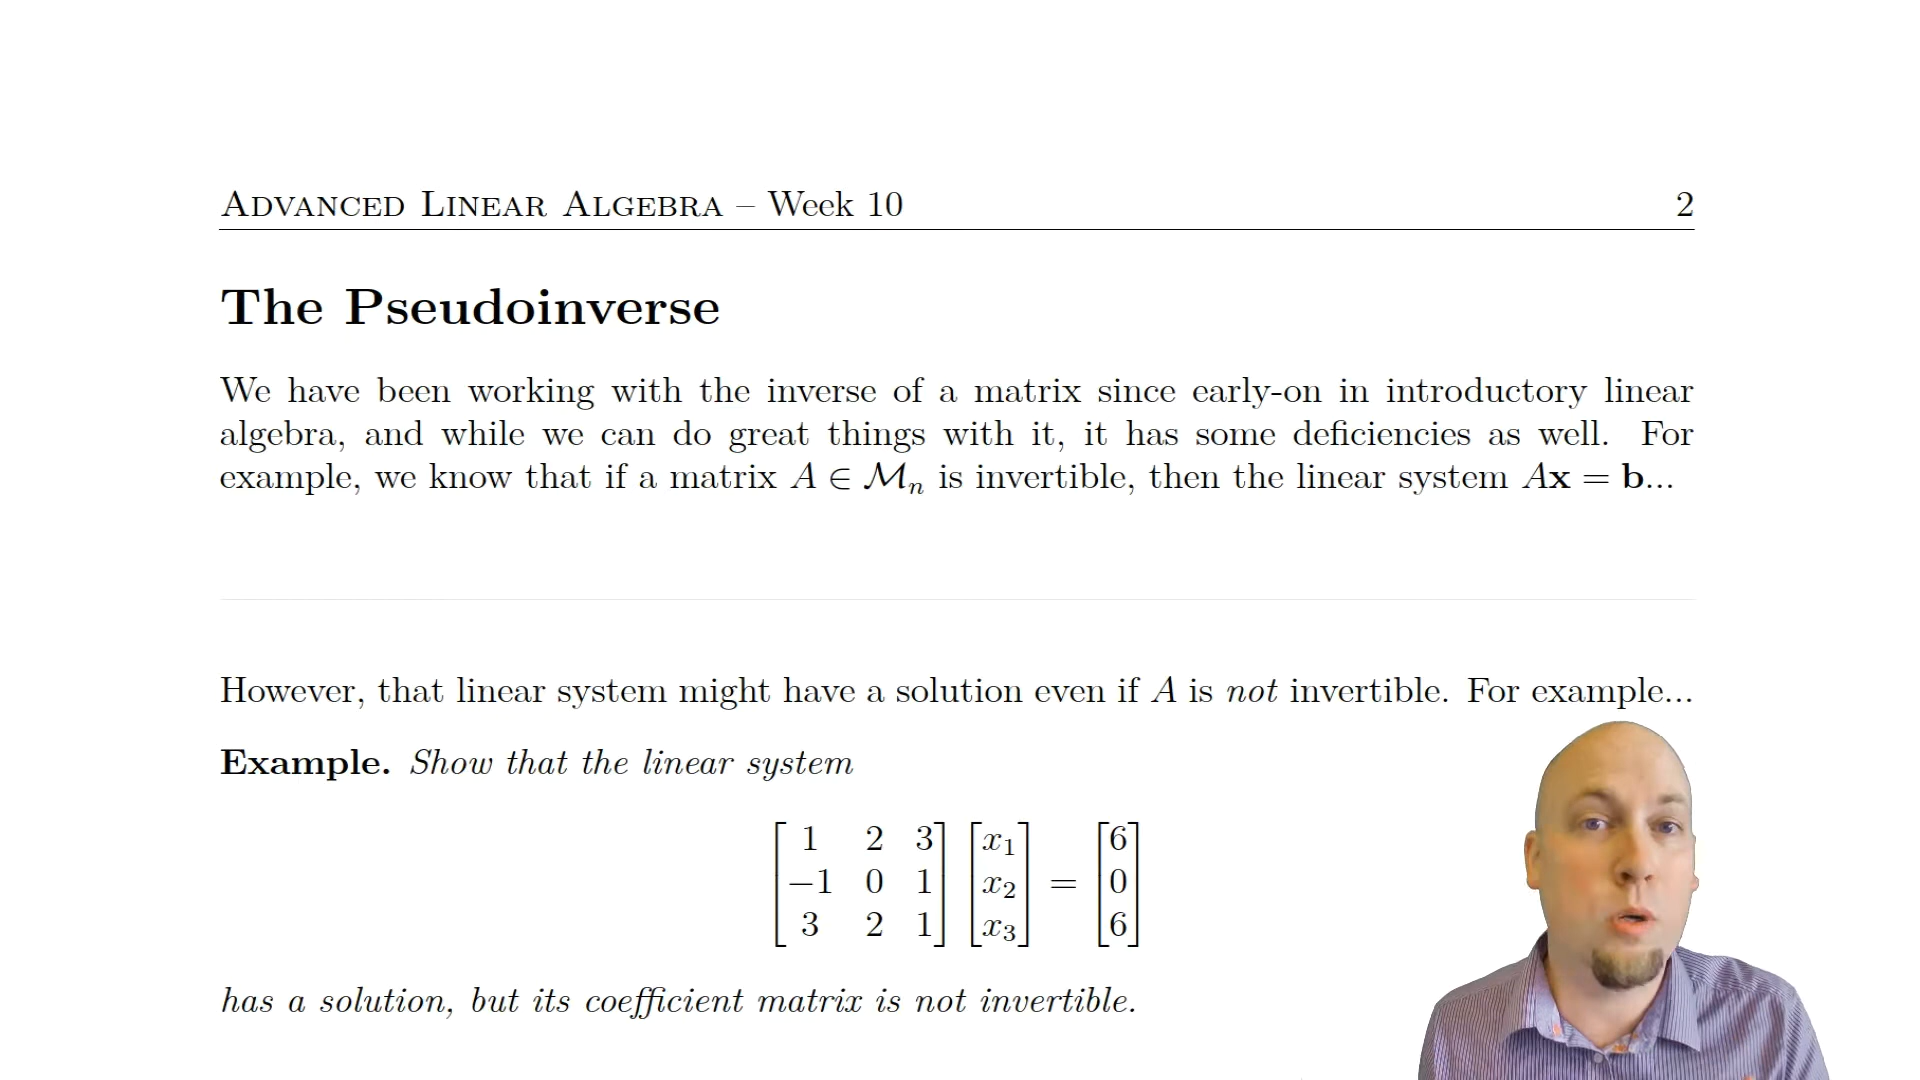 ADVANCED LINEAR ALGEBRA – Week 10 2
The Pseudoinverse
We have been working with the inverse of a matrix since early-on in introductory linear
algebra, and while we can do great things with it, it has some deficiencies as well. For
example, we know that if a matrix A ∈ ℳₙ is invertible, then the linear system Ax = b...
However, that linear system might have a solution even if A is not invertible. For example...
Example. Show that the linear system
[1 2 3] [x₁] [6]
[−1 0 1] [x₂] = [0]
[3 2 1] [x₃] [6]
has a solution, but its coefficient matrix is not invertible.